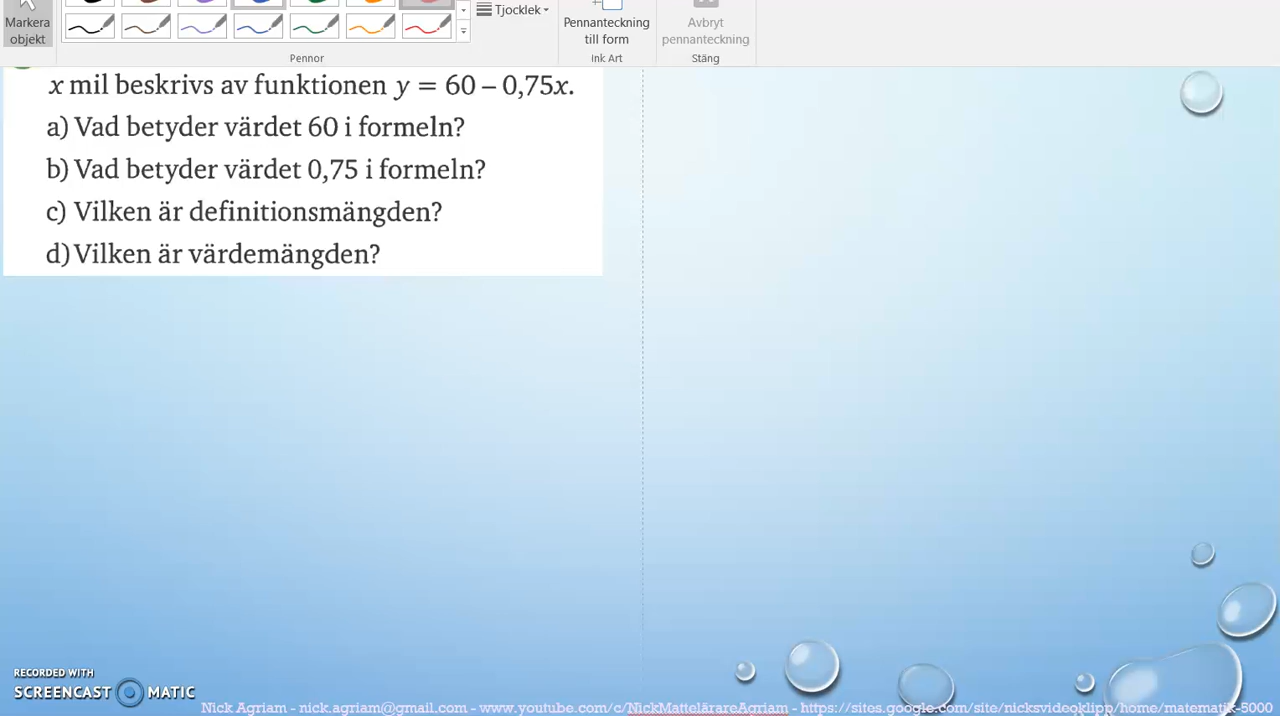 Markera
objekt
Tjocklek
Pennanteckning
till form
Avbryt
pennanteckning
Pennor
Ink Art
Stäng
x mil beskrivs av funktionen y = 60 – 0,75x.
a) Vad betyder värdet 60 i formeln?
b) Vad betyder värdet 0,75 i formeln?
c) Vilken är definitionsmängden?
d) Vilken är värdemängden?
RECORDED WITH
SCREENCAST MATIC
Nick Agriam - nick.agriam@gmail.com - www.youtube.com/c/NickMattelärareAgriam - https://sites.google.com/site/nicksvideoklipp/home/matematik-5000